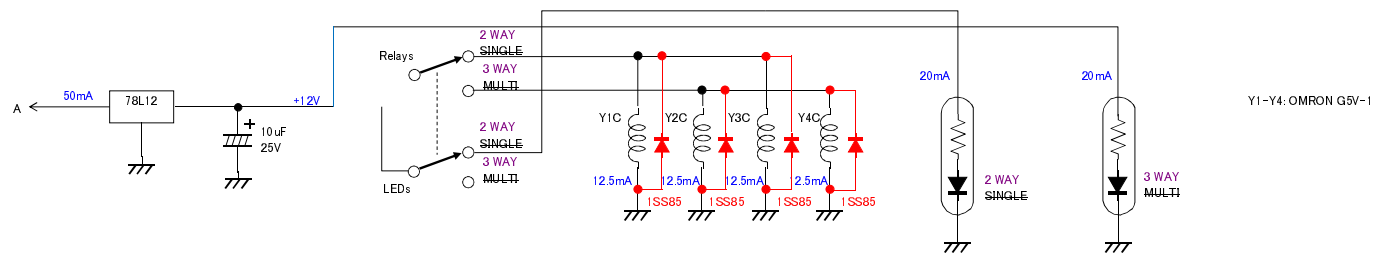 2 WAY
SINGLE
Relays
3 WAY
MULTI
20mA
20mA
50mA
78L12
+12V
A
Y1-Y4: OMRON G5V-1
+
10uF
25V
Y1C
Y2C
Y3C
Y4C
2 WAY
SINGLE
3 WAY
MULTI
LEDs
12.5mA
12.5mA
12.5mA
12.5mA
2 WAY
SINGLE
3 WAY
MULTI
1SS85
1SS85
1SS85
1SS85